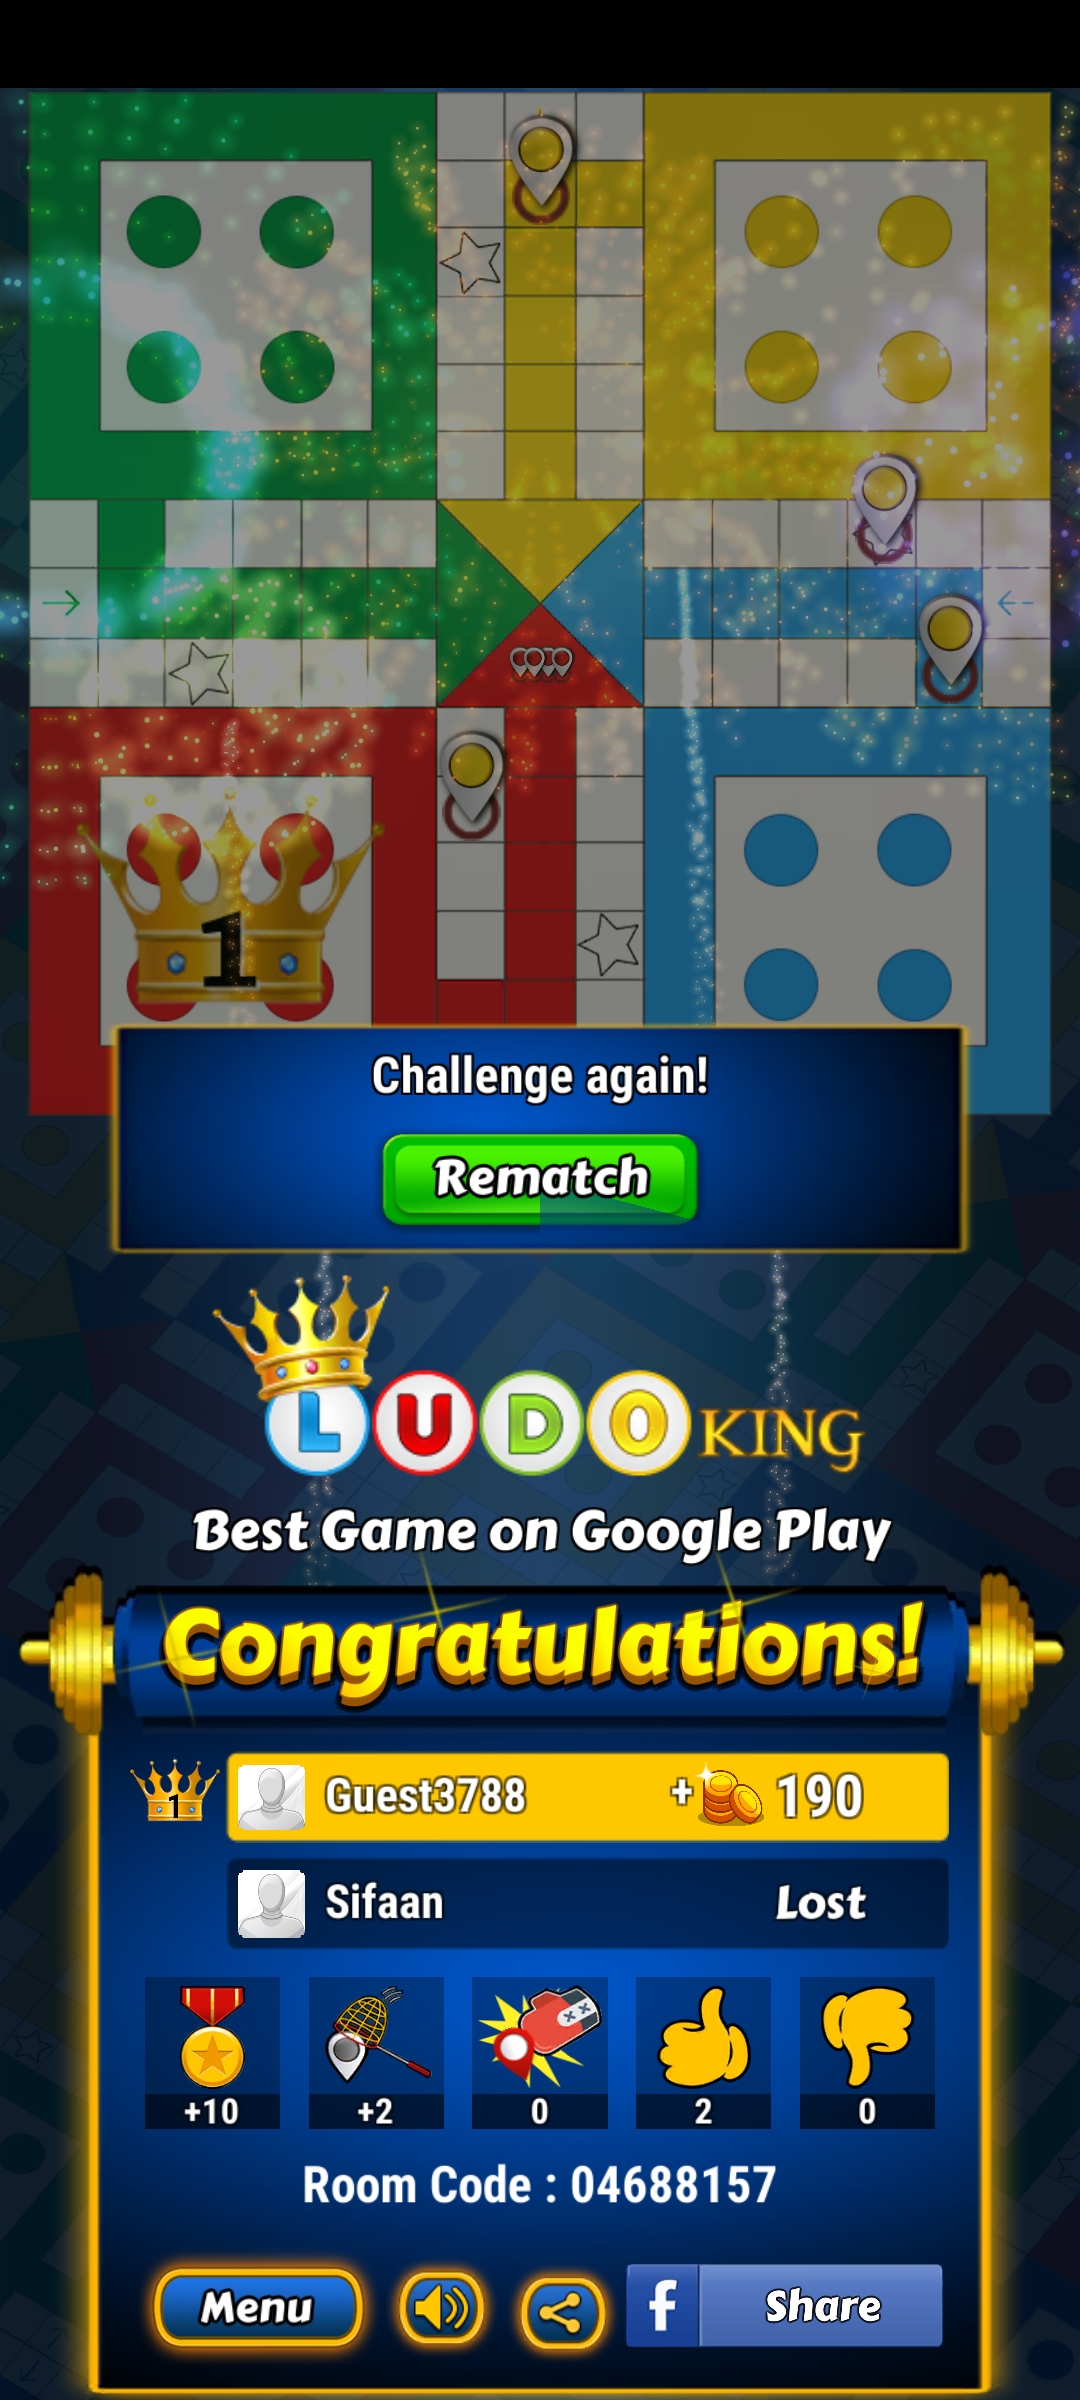 1
Challenge again!
Rematch
LUDO KING
Best Game on Google Play
Congratulations!
1 Guest3788 + 190
Sifaan Lost
+10 +2 0 2 0
Room Code : 04688157
Menu f Share